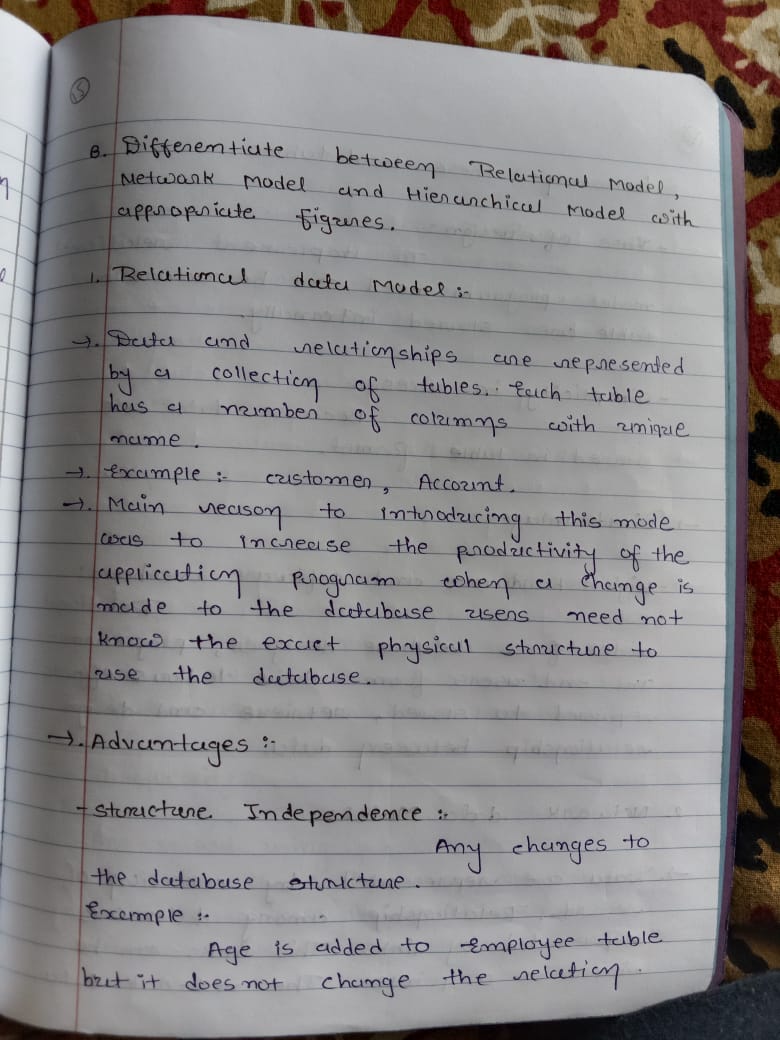 15
8. Differentiate between Relational Model,
Network Model and Hierarchical Model with
appropriate figures.
1. Relational data Model :-
→. Data and relationships are represented
by a collection of tables. Each table
has a number of columns with unique
name.
→. Example :- customer, Account.
→. Main reason to introducing this mode
was to increase the productivity of the
application program when a change is
made to the database users need not
know the exact physical structure to
use the database.
→. Advantages :-
- Structure Independence :-
Any changes to
the database structure.
Example :-
Age is added to Employee table
but it does not change the relation.